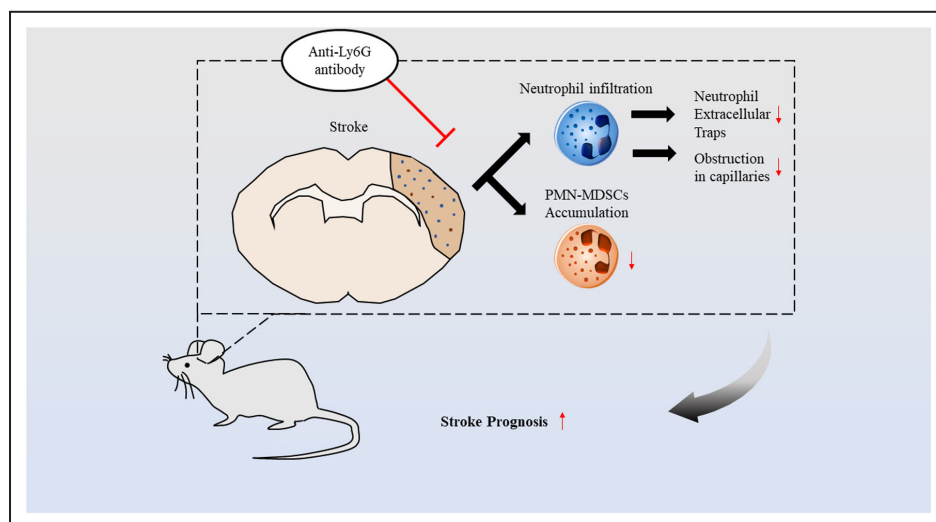 Anti-Ly6G
antibody
Stroke
Neutrophil infiltration
Neutrophil
Extracellular
Traps
Obstruction
in capillaries
PMN-MDSCs
Accumulation
Stroke Prognosis